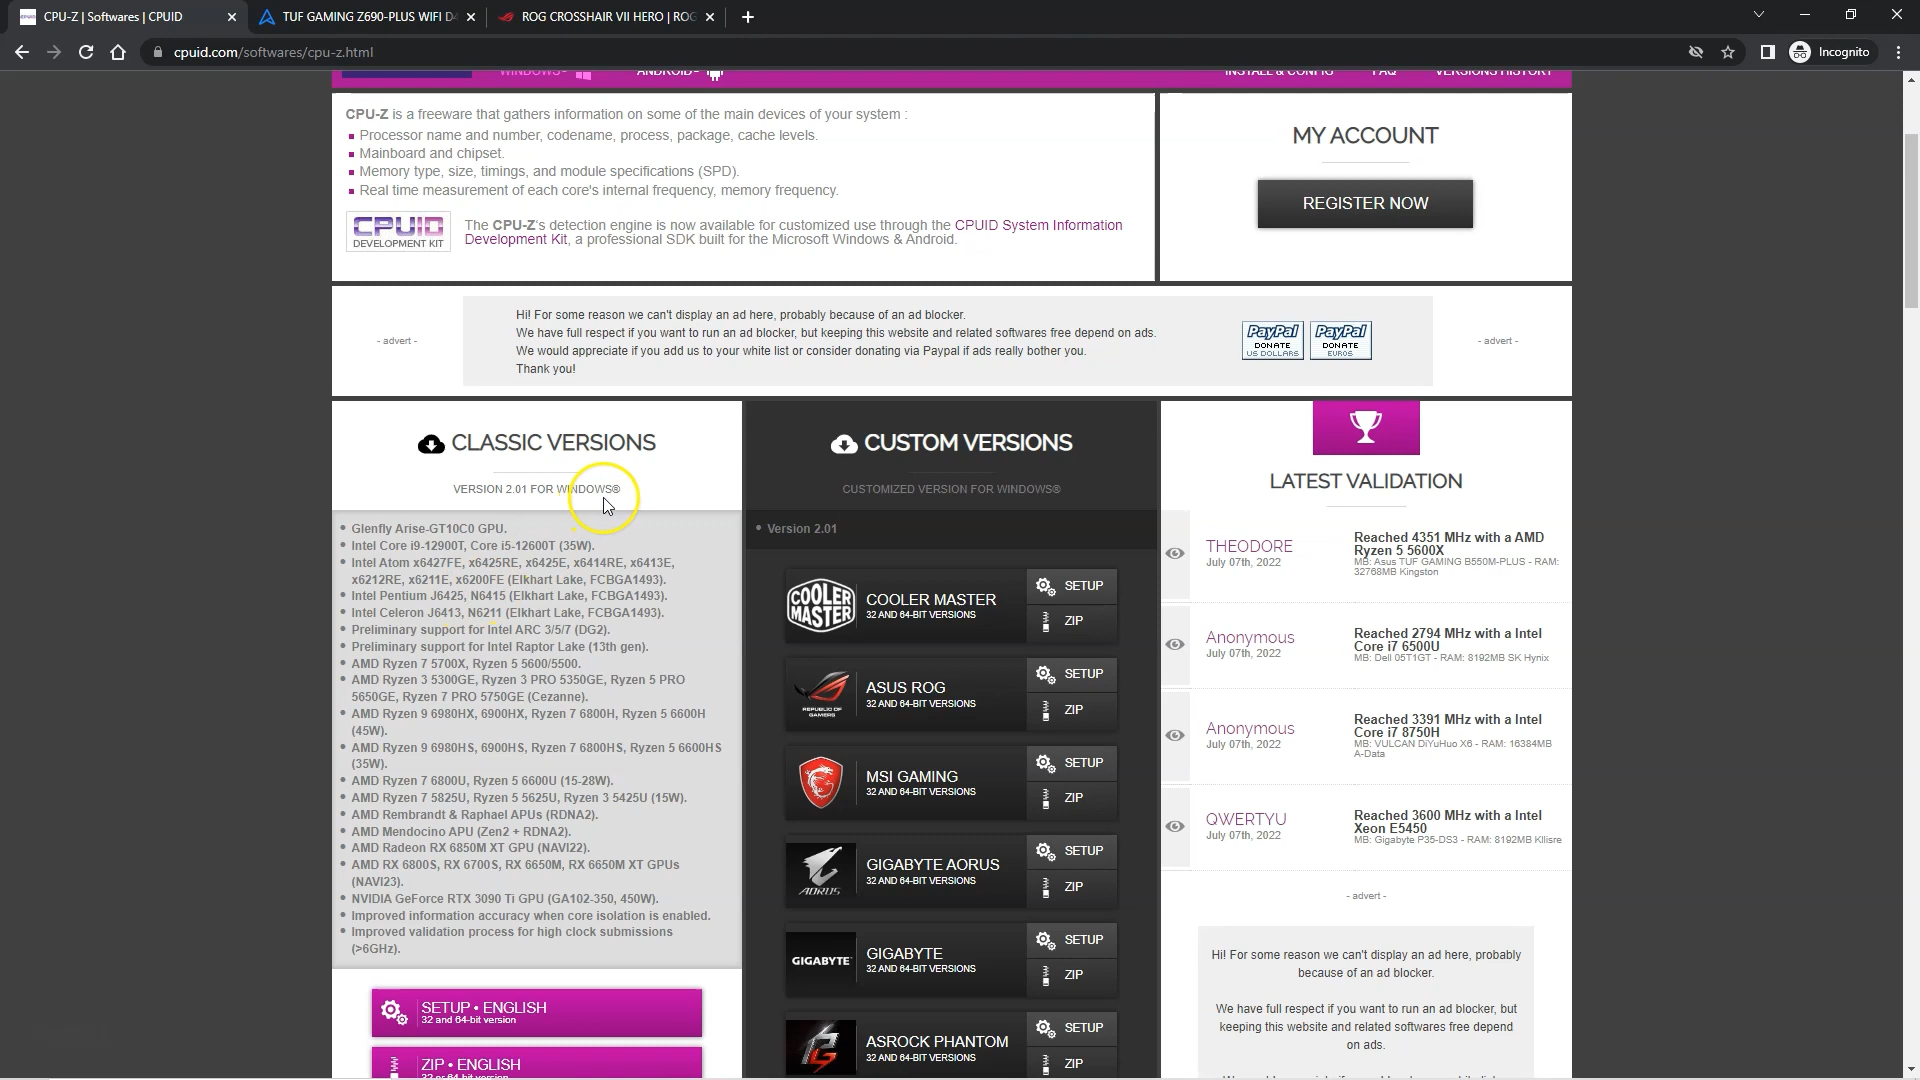 CPU-Z | Softwares | CPUID
TUF GAMING Z690-PLUS WIFI D4
ROG CROSSHAIR VII HERO | ROG
cpuid.com/softwares/cpu-z.html
Incognito
WINDOWS®
ANDROID®
INSTALL & CONFIG
FAQ
VERSIONS HISTORY
CPU-Z is a freeware that gathers information on some of the main devices of your system :
Processor name and number, codename, process, package, cache levels.
Mainboard and chipset.
Memory type, size, timings, and module specifications (SPD).
Real time measurement of each core's internal frequency, memory frequency.
CPUID
DEVELOPMENT KIT
The CPU-Z's detection engine is now available for customized use through the CPUID System Information
Development Kit, a professional SDK built for the Microsoft Windows & Android.
MY ACCOUNT
REGISTER NOW
- advert -
Hi! For some reason we can't display an ad here, probably because of an ad blocker.
We have full respect if you want to run an ad blocker, but keeping this website and related softwares free depend on ads.
We would appreciate if you add us to your white list or consider donating via Paypal if ads really bother you.
Thank you!
PayPal
DONATE
US DOLLARS
PayPal
DONATE
EUROS
- advert -
CLASSIC VERSIONS
VERSION 2.01 FOR WINDOWS®
• Glenfly Arise-GT10C0 GPU.
• Intel Core i9-12900T, Core i5-12600T (35W).
• Intel Atom x6427FE, x6425RE, x6425E, x6414RE, x6413E,
x6212RE, x6211E, x6200FE (Elkhart Lake, FCBGA1493).
• Intel Pentium J6425, N6415 (Elkhart Lake, FCBGA1493).
• Intel Celeron J6413, N6211 (Elkhart Lake, FCBGA1493).
• Preliminary support for Intel ARC 3/5/7 (DG2).
• Preliminary support for Intel Raptor Lake (13th gen).
• AMD Ryzen 7 5700X, Ryzen 5 5600/5500.
• AMD Ryzen 3 5300GE, Ryzen 3 PRO 5350GE, Ryzen 5 PRO
5650GE, Ryzen 7 PRO 5750GE (Cezanne).
• AMD Ryzen 9 6980HX, 6900HX, Ryzen 7 6800H, Ryzen 5 6600H
(45W).
• AMD Ryzen 9 6980HS, 6900HS, Ryzen 7 6800HS, Ryzen 5 6600HS
(35W).
• AMD Ryzen 7 6800U, Ryzen 5 6600U (15-28W).
• AMD Ryzen 7 5825U, Ryzen 5 5625U, Ryzen 3 5425U (15W).
• AMD Rembrandt & Raphael APUs (RDNA2).
• AMD Mendocino APU (Zen2 + RDNA2).
• AMD Radeon RX 6850M XT GPU (NAVI22).
• AMD RX 6800S, RX 6700S, RX 6650M, RX 6650M XT GPUs
(NAVI23).
• NVIDIA GeForce RTX 3090 Ti GPU (GA102-350, 450W).
• Improved information accuracy when core isolation is enabled.
• Improved validation process for high clock submissions
(>6GHz).
SETUP • ENGLISH
32 and 64-bit version
ZIP • ENGLISH
32 or 64-bit version
CUSTOM VERSIONS
CUSTOMIZED VERSION FOR WINDOWS®
• Version 2.01
COOLER MASTER
COOLER MASTER
32 AND 64-BIT VERSIONS
SETUP
ZIP
REPUBLIC OF
GAMERS
ASUS ROG
32 AND 64-BIT VERSIONS
SETUP
ZIP
MSI GAMING
32 AND 64-BIT VERSIONS
SETUP
ZIP
AORUS
GIGABYTE AORUS
32 AND 64-BIT VERSIONS
SETUP
ZIP
GIGABYTE
GIGABYTE
32 AND 64-BIT VERSIONS
SETUP
ZIP
ASROCK PHANTOM
32 AND 64-BIT VERSIONS
SETUP
ZIP
LATEST VALIDATION
THEODORE
July 07th, 2022
Reached 4351 MHz with a AMD
Ryzen 5 5600X
MB: Asus TUF GAMING B550M-PLUS - RAM:
32768MB Kingston
Anonymous
July 07th, 2022
Reached 2794 MHz with a Intel
Core i7 6500U
MB: Dell 05T1GT - RAM: 8192MB SK Hynix
Anonymous
July 07th, 2022
Reached 3391 MHz with a Intel
Core i7 8750H
MB: VULCAN DiYuHuo X6 - RAM: 16384MB
A-Data
QWERTYU
July 07th, 2022
Reached 3600 MHz with a Intel
Xeon E5450
MB: Gigabyte P35-DS3 - RAM: 8192MB Kllisre
- advert -
Hi! For some reason we can't display an ad here, probably
because of an ad blocker.
We have full respect if you want to run an ad blocker, but
keeping this website and related softwares free depend
on ads.